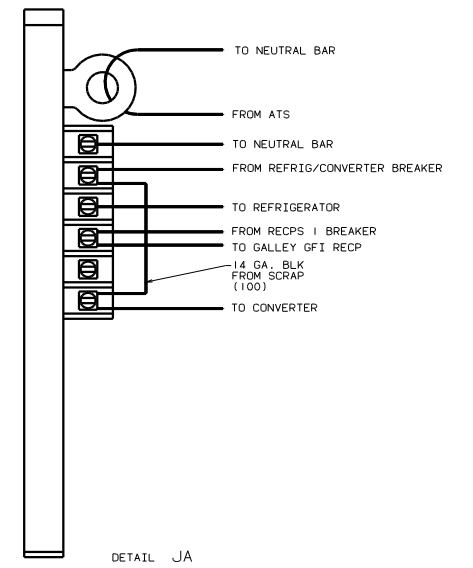 TO NEUTRAL BAR
FROM ATS
TO NEUTRAL BAR
FROM REFRIG/CONVERTER BREAKER
TO REFRIGERATOR
FROM RECPS 1 BREAKER
TO GALLEY GFI RECP
14 GA. BLK
FROM SCRAP
(100)
TO CONVERTER
DETAIL JA